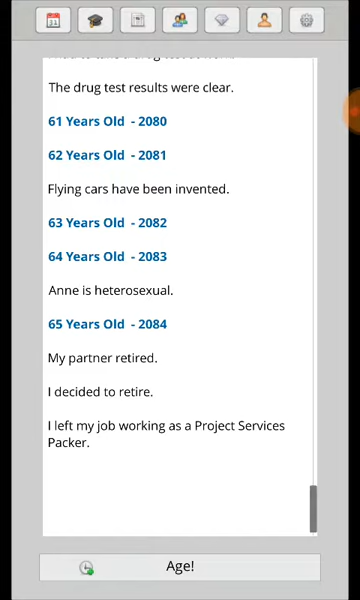 The drug test results were clear.
61 Years Old - 2080
62 Years Old - 2081
Flying cars have been invented.
63 Years Old - 2082
64 Years Old - 2083
Anne is heterosexual.
65 Years Old - 2084
My partner retired.
I decided to retire.
I left my job working as a Project Services
Packer.
Age!